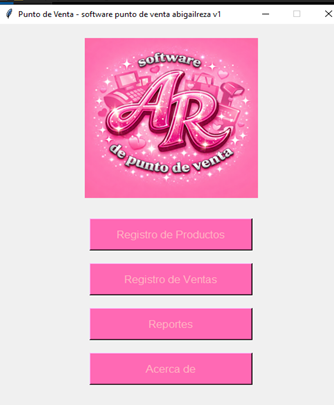 Punto de Venta - software punto de venta abigailreza v1
software
AR
de punto de venta
Registro de Productos
Registro de Ventas
Reportes
Acerca de